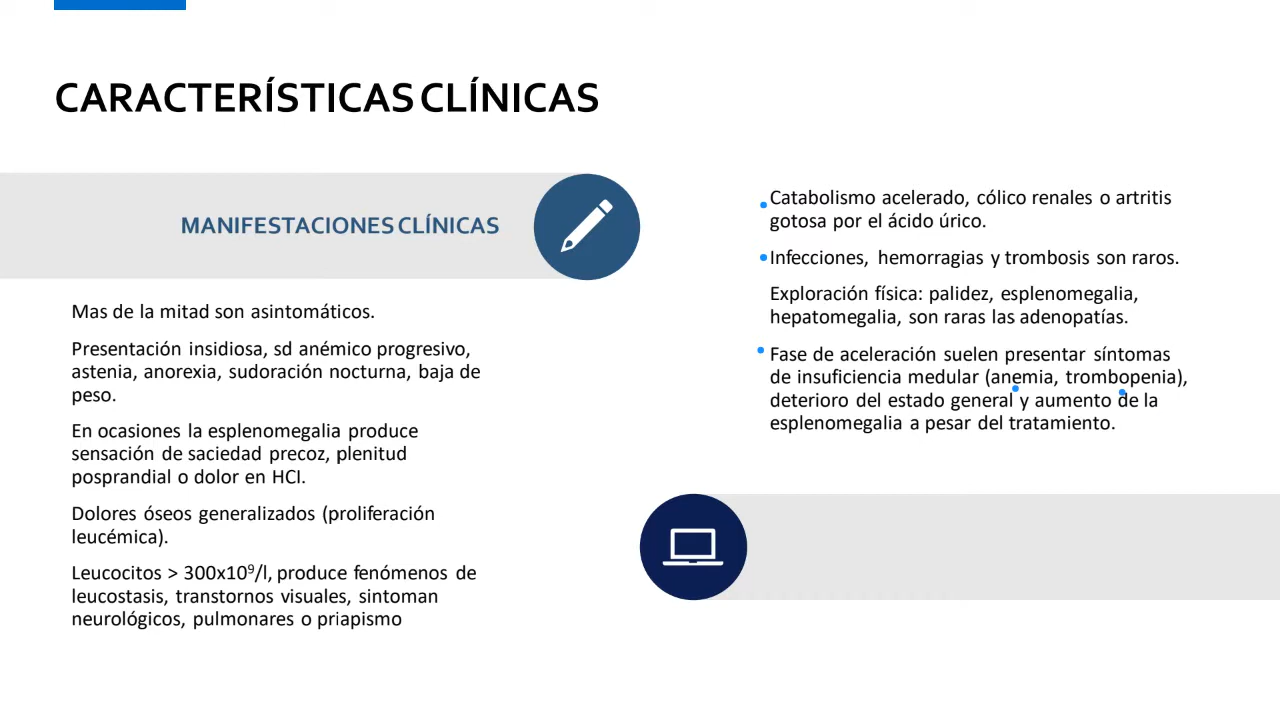 CARACTERÍSTICAS CLÍNICAS
MANIFESTACIONES CLÍNICAS
Mas de la mitad son asintomáticos.
Presentación insidiosa, sd anémico progresivo,
astenia, anorexia, sudoración nocturna, baja de
peso.
En ocasiones la esplenomegalia produce
sensación de saciedad precoz, plenitud
posprandial o dolor en HCI.
Dolores óseos generalizados (proliferación
leucémica).
Leucocitos > 300x10⁹/l, produce fenómenos de
leucostasis, transtornos visuales, sintoman
neurológicos, pulmonares o priapismo
Catabolismo acelerado, cólico renales o artritis
gotosa por el ácido úrico.
Infecciones, hemorragias y trombosis son raros.
Exploración física: palidez, esplenomegalia,
hepatomegalia, son raras las adenopatías.
Fase de aceleración suelen presentar síntomas
de insuficiencia medular (anemia, trombopenia),
deterioro del estado general y aumento de la
esplenomegalia a pesar del tratamiento.